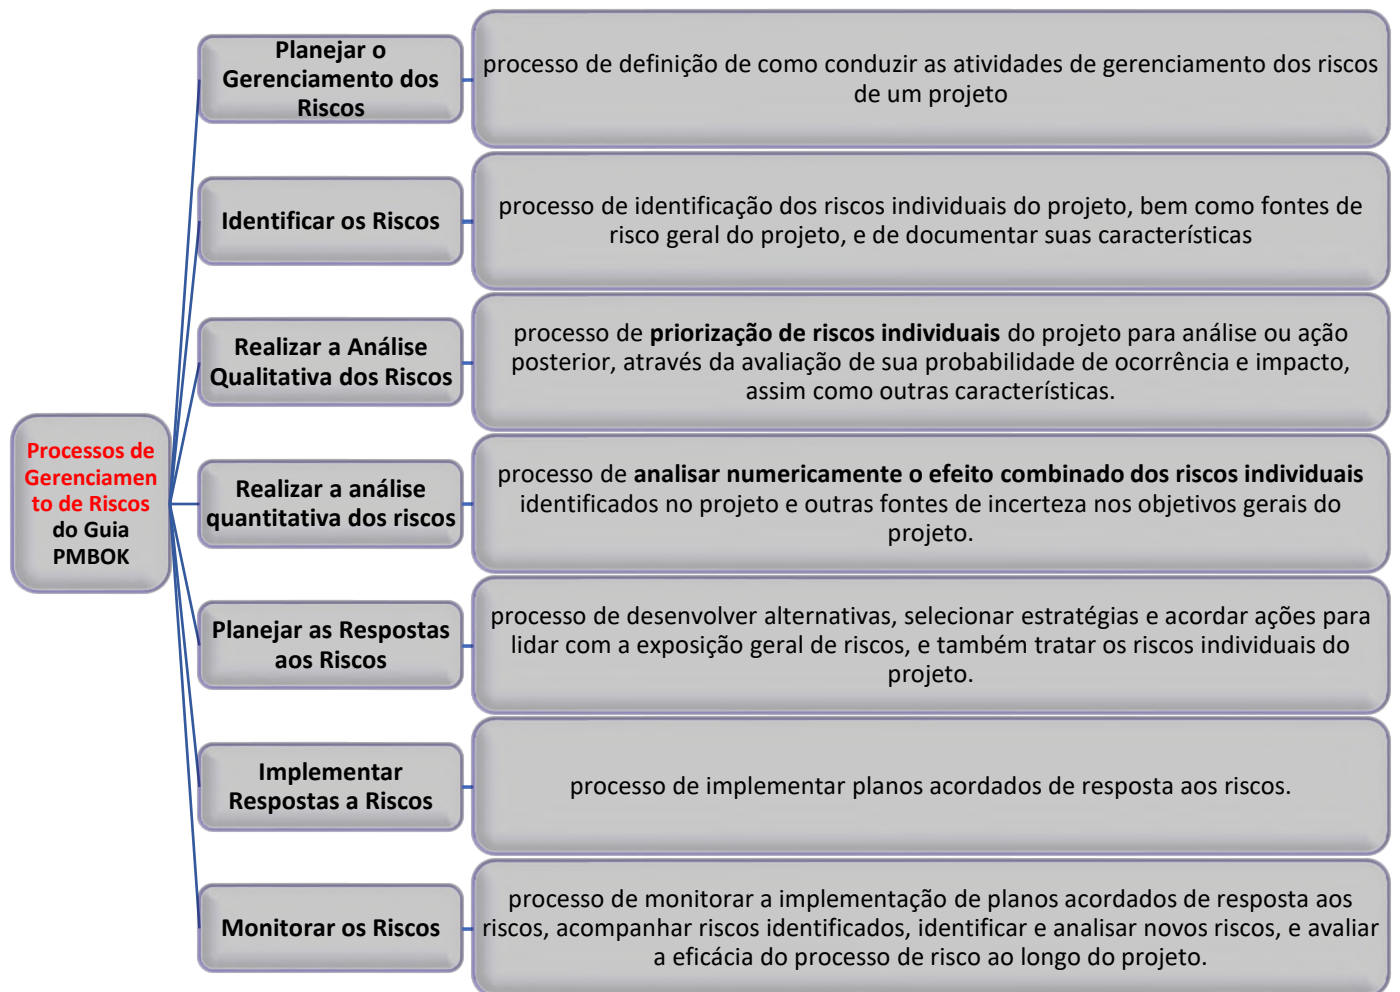 Planejar o
Gerenciamento dos
Riscos
processo de definição de como conduzir as atividades de gerenciamento dos riscos
de um projeto
Identificar os Riscos
processo de identificação dos riscos individuais do projeto, bem como fontes de
risco geral do projeto, e de documentar suas características
Realizar a Análise
Qualitativa dos Riscos
processo de priorização de riscos individuais do projeto para análise ou ação
posterior, através da avaliação de sua probabilidade de ocorrência e impacto,
assim como outras características.
Processos de
Gerenciamen
to de Riscos
do Guia
PMBOK
Realizar a análise
quantitativa dos riscos
processo de analisar numericamente o efeito combinado dos riscos individuais
identificados no projeto e outras fontes de incerteza nos objetivos gerais do
projeto.
Planejar as Respostas
aos Riscos
processo de desenvolver alternativas, selecionar estratégias e acordar ações para
lidar com a exposição geral de riscos, e também tratar os riscos individuais do
projeto.
Implementar
Respostas a Riscos
processo de implementar planos acordados de resposta aos riscos.
Monitorar os Riscos
processo de monitorar a implementação de planos acordados de resposta aos
riscos, acompanhar riscos identificados, identificar e analisar novos riscos, e avaliar
a eficácia do processo de risco ao longo do projeto.